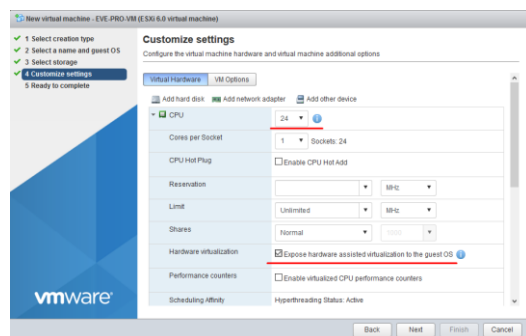 New virtual machine - EVE-PRO-VM (ESXi 6.0 virtual machine)
1 Select creation type
2 Select a name and guest OS
3 Select storage
4 Customize settings
5 Ready to complete
Customize settings
Configure the virtual machine hardware and virtual machine additional options
Virtual Hardware VM Options
Add hard disk Add network adapter Add other device
CPU 24
Cores per Socket 1 Sockets: 24
CPU Hot Plug Enable CPU Hot Add
Reservation MHz
Limit Unlimited MHz
Shares Normal
Hardware virtualization Expose hardware assisted virtualization to the guest OS
Performance counters Enable virtualized CPU performance counters
Scheduling Affinity Hyperthreading Status: Active
vmware
Back Next Finish Cancel